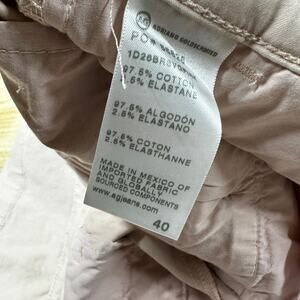 AG
ADRIANO GOLDSCHMIED
97.5% COTTON
2.5% ELASTANE
97.5% ALGODÓN
2.5% ELASTANO
97.5% COTON
2.5% ELASTHANNE
MADE IN MEXICO OF
IMPORTED FABRIC
AND GLOBALLY
SOURCED COMPONENTS
www.agjeans.com
40